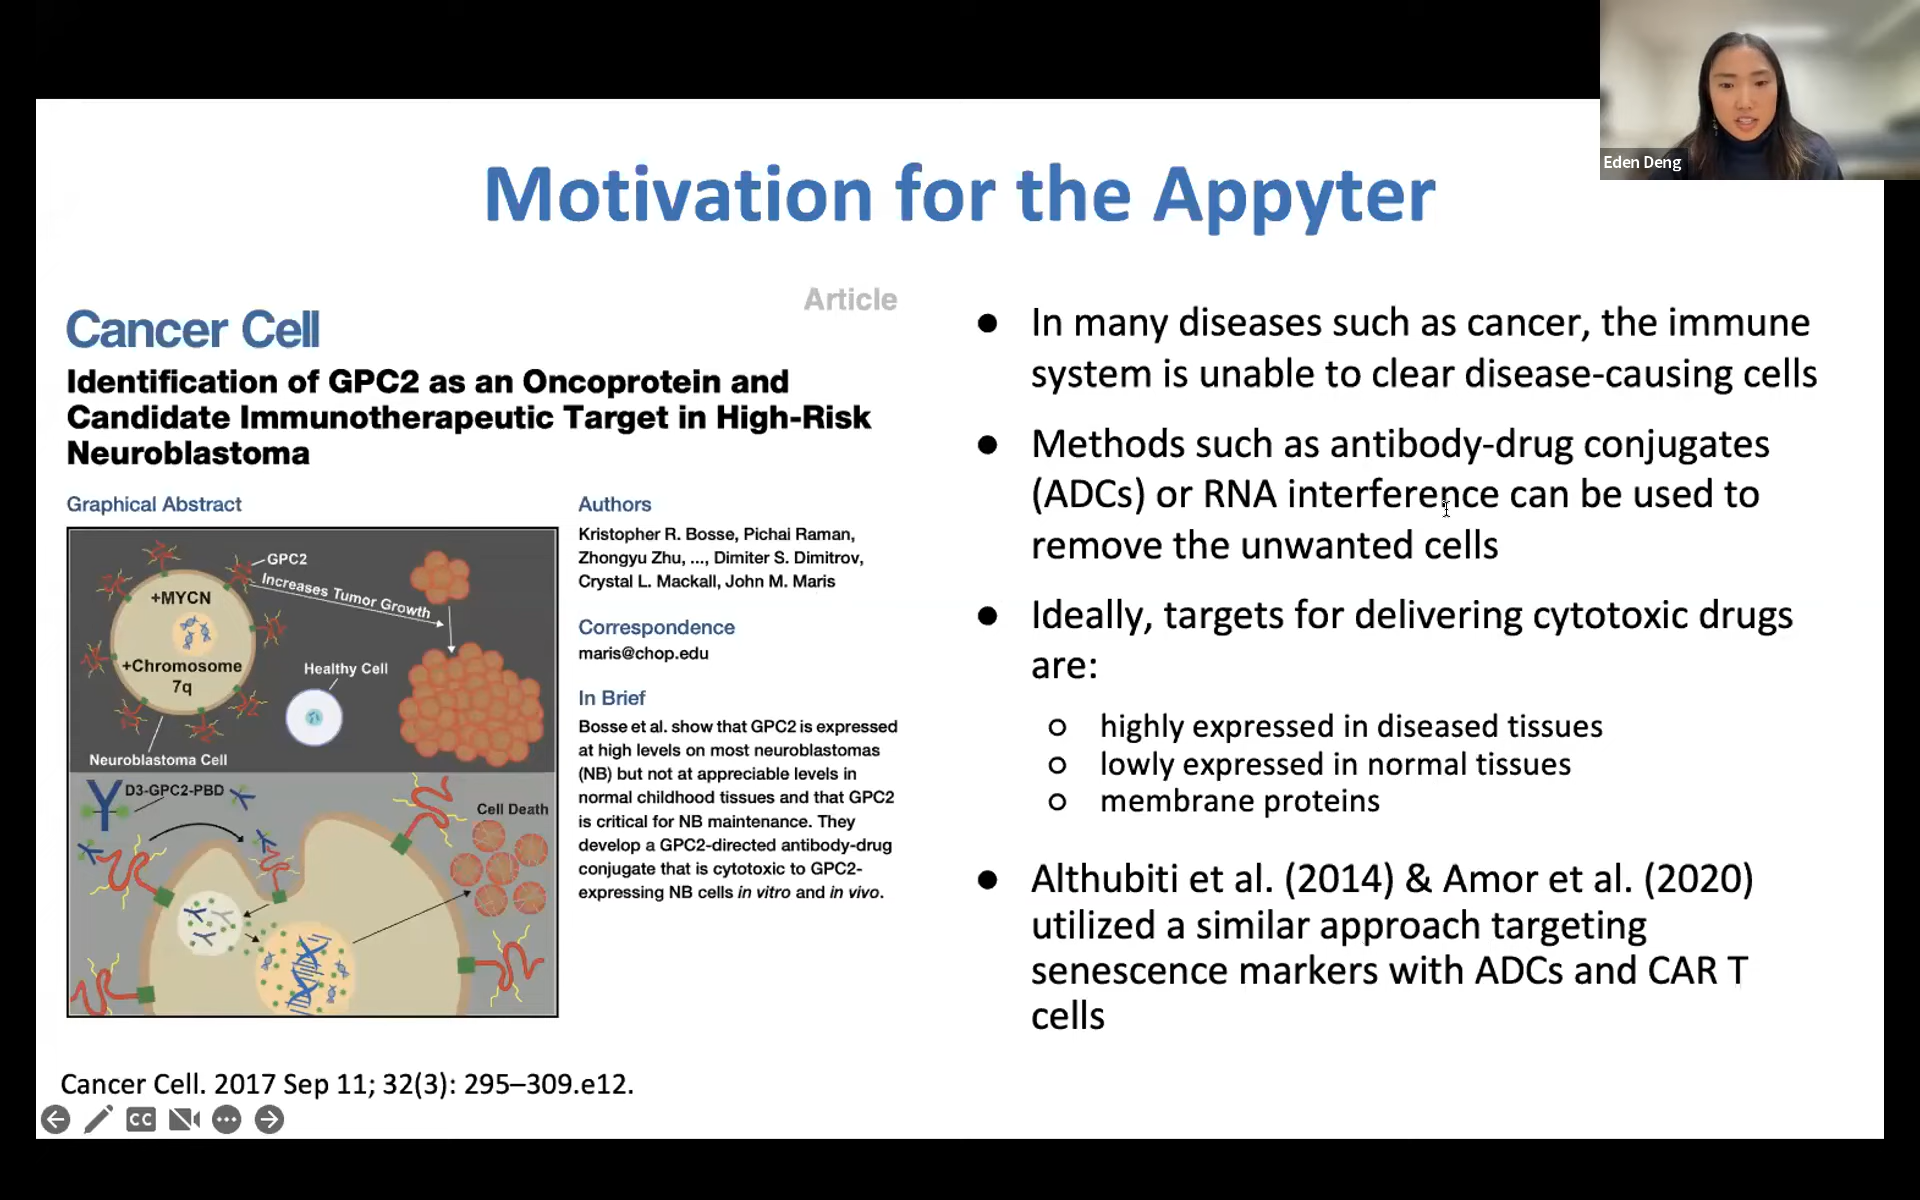 Eden Deng
Motivation for the Appyter
Article
Cancer Cell
Identification of GPC2 as an Oncoprotein and
Candidate Immunotherapeutic Target in High-Risk
Neuroblastoma
Graphical Abstract
GPC2
Increases Tumor Growth
+MYCN
+Chromosome
7q
Healthy Cell
Neuroblastoma Cell
D3-GPC2-PBD
Cell Death
Authors
Kristopher R. Bosse, Pichai Raman,
Zhongyu Zhu, ..., Dimiter S. Dimitrov,
Crystal L. Mackall, John M. Maris
Correspondence
maris@chop.edu
In Brief
Bosse et al. show that GPC2 is expressed
at high levels on most neuroblastomas
(NB) but not at appreciable levels in
normal childhood tissues and that GPC2
is critical for NB maintenance. They
develop a GPC2-directed antibody-drug
conjugate that is cytotoxic to GPC2-
expressing NB cells in vitro and in vivo.
Cancer Cell. 2017 Sep 11; 32(3): 295–309.e12.
CC
● In many diseases such as cancer, the immune
system is unable to clear disease-causing cells
● Methods such as antibody-drug conjugates
(ADCs) or RNA interference can be used to
remove the unwanted cells
● Ideally, targets for delivering cytotoxic drugs
are:
○ highly expressed in diseased tissues
○ lowly expressed in normal tissues
○ membrane proteins
● Althubiti et al. (2014) & Amor et al. (2020)
utilized a similar approach targeting
senescence markers with ADCs and CAR T
cells